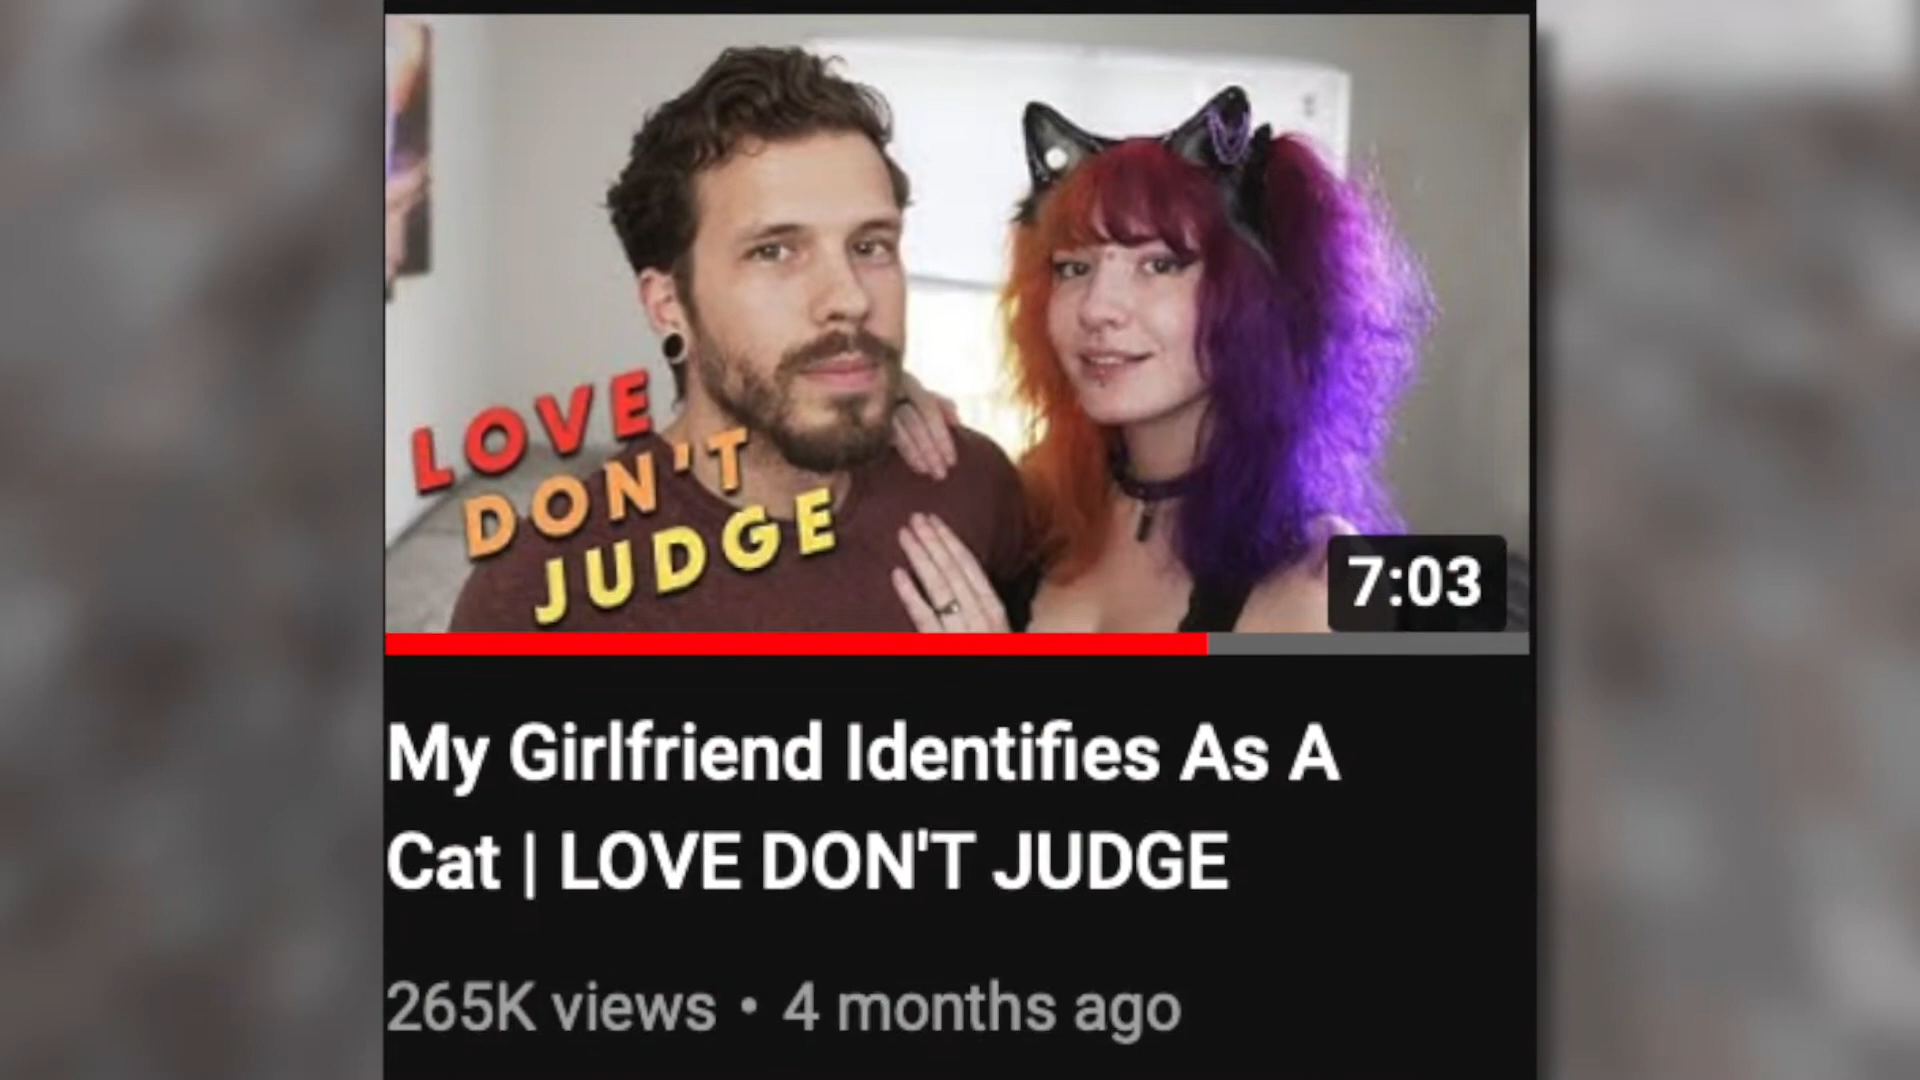 LOVE
DON'T
JUDGE
7:03
My Girlfriend Identifies As A
Cat | LOVE DON'T JUDGE
265K views • 4 months ago